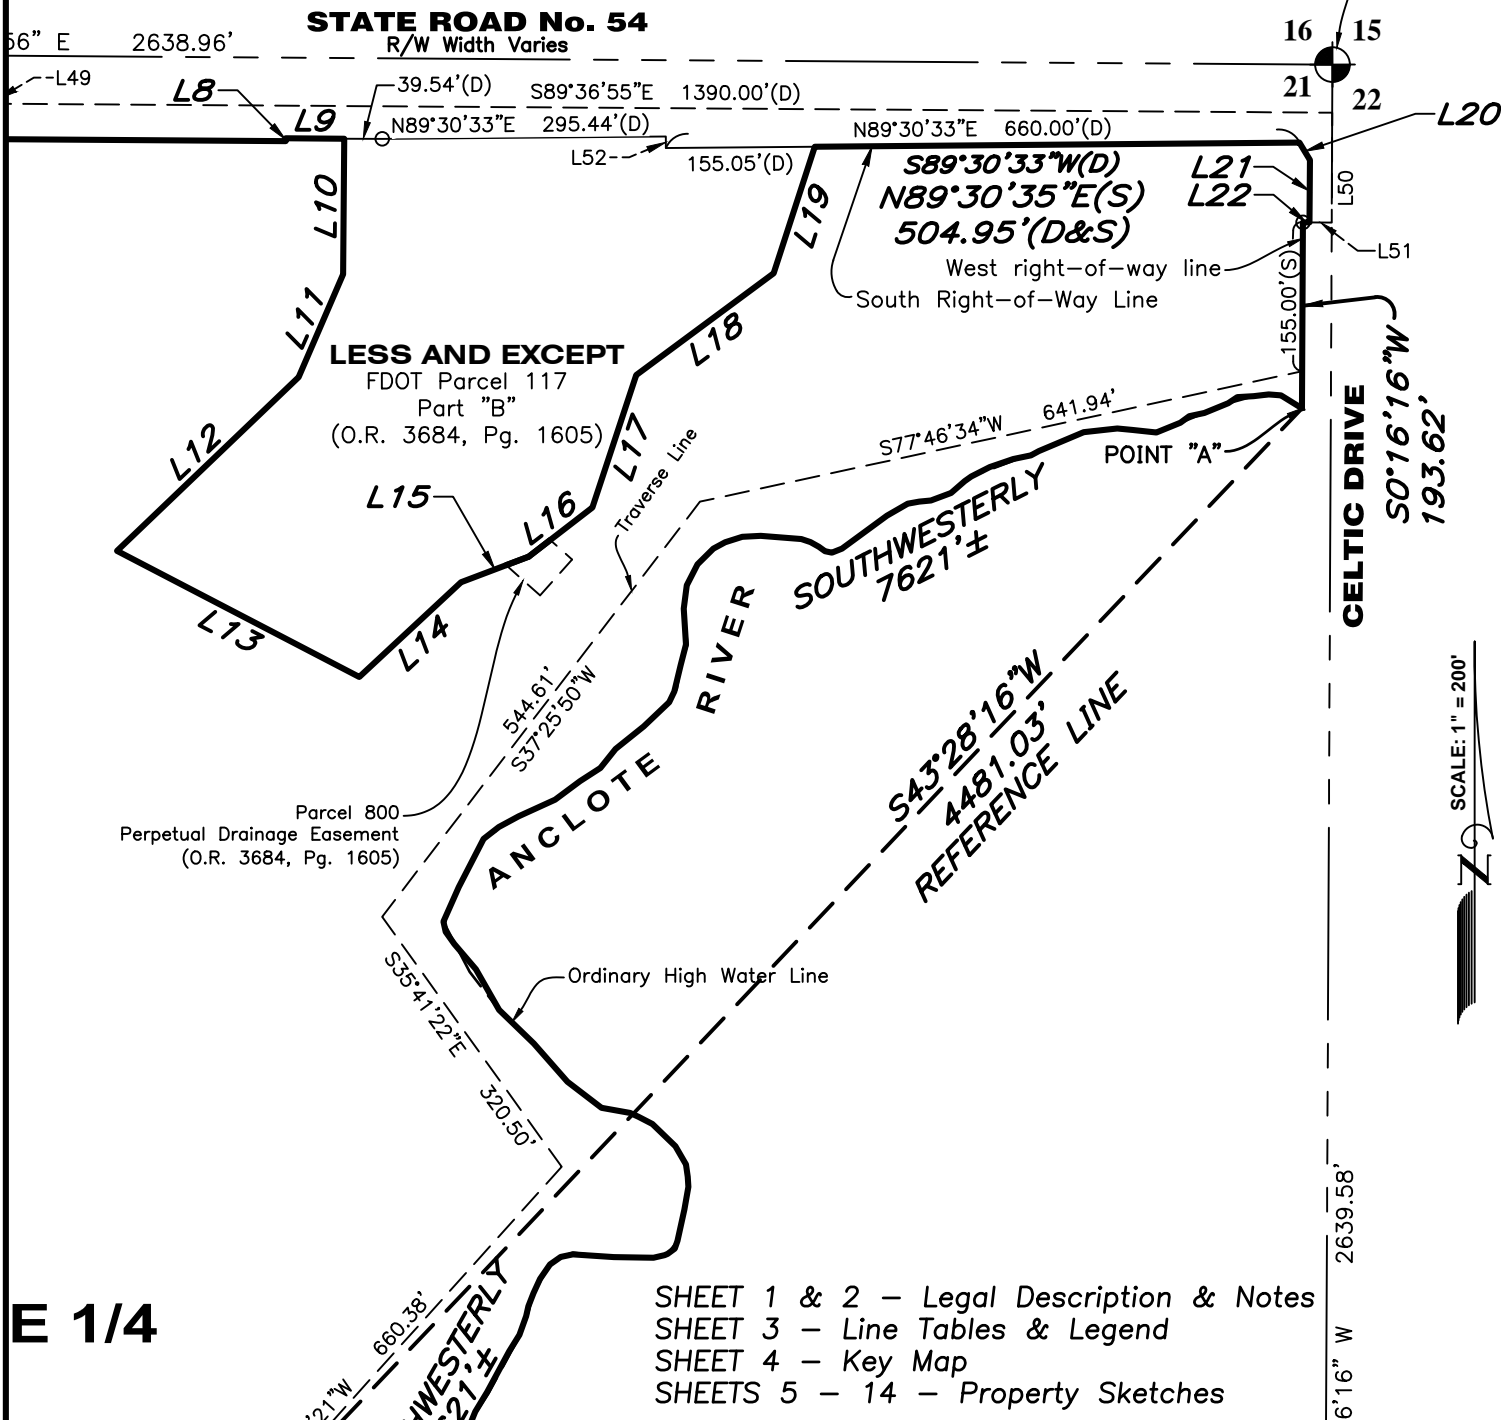 STATE ROAD No. 54
R/W Width Varies
56" E 2638.96'
L49
L8
L9
39.54'(D)
S89°36'55"E 1390.00'(D)
16 15
21 22
L20
N89°30'33"E 295.44'(D)
L52
155.05'(D)
N89°30'33"E 660.00'(D)
S89°30'33"W(D)
N89°30'35"E(S)
504.95'(D&S)
L21
L22
L50
L51
L10
L19
West right-of-way line
South Right-of-Way Line
155.00'(S)
L11
L18
LESS AND EXCEPT
FDOT Parcel 117
Part "B"
(O.R. 3684, Pg. 1605)
S0°16'16"W
193.62'
CELTIC DRIVE
L12
L17
Traverse Line
S77°46'34"W 641.94'
POINT "A"
L15
L16
SOUTHWESTERLY
7621'±
L13
L14
ANCLOTE RIVER
544.61'
S37°25'50"W
S43°28'16"W
4481.03'
REFERENCE LINE
SCALE: 1" = 200'
N
Parcel 800
Perpetual Drainage Easement
(O.R. 3684, Pg. 1605)
Ordinary High Water Line
S35°41'22"E 320.50'
2639.58'
6'16" W
E 1/4
660.38'
'21"W
HWESTERLY
621'±
SHEET 1 & 2 - Legal Description & Notes
SHEET 3 - Line Tables & Legend
SHEET 4 - Key Map
SHEETS 5 - 14 - Property Sketches